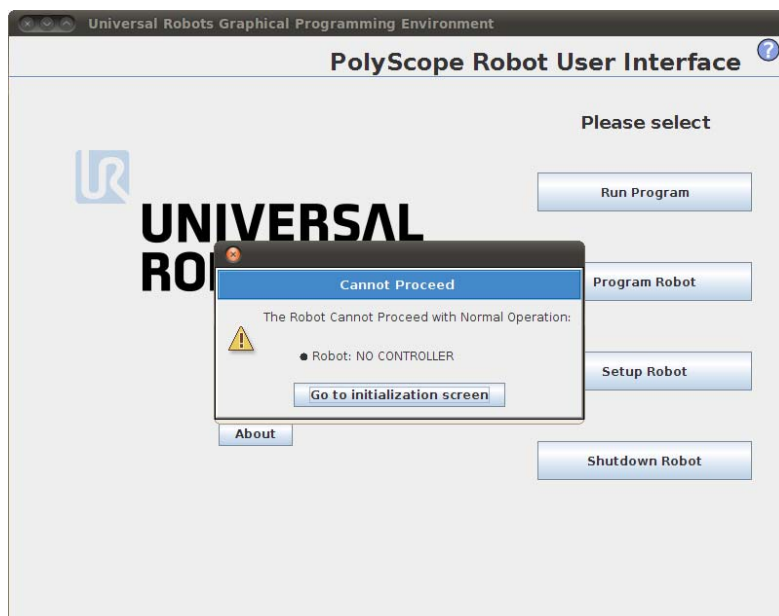 Universal Robots Graphical Programming Environment
PolyScope Robot User Interface
?
Please select
UR
UNIVERSAL
RO
Run Program
Program Robot
Setup Robot
Shutdown Robot
Cannot Proceed
The Robot Cannot Proceed with Normal Operation:
● Robot: NO CONTROLLER
Go to initialization screen
About